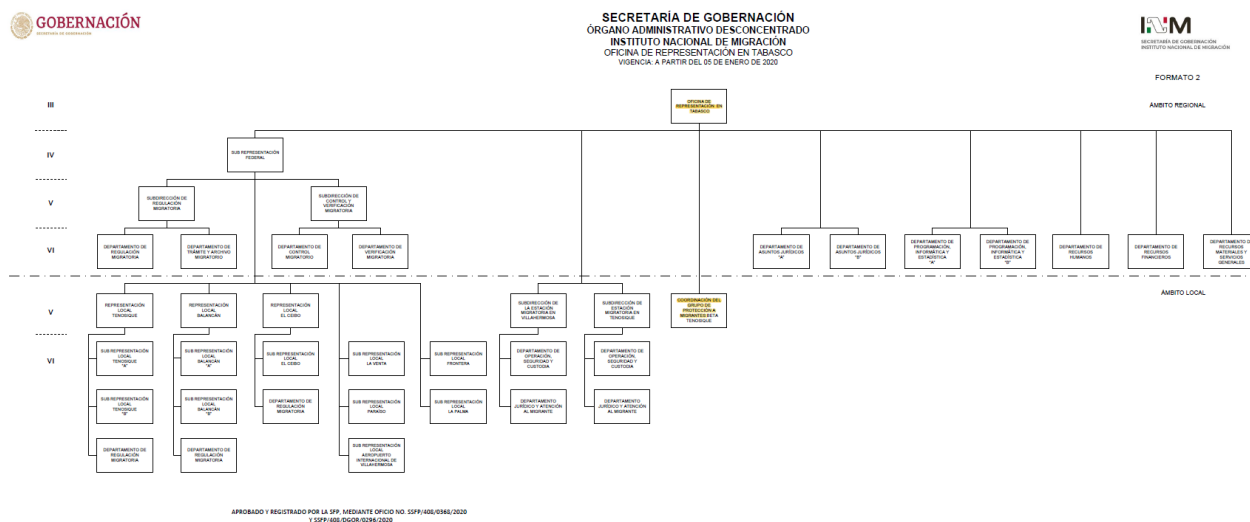 GOBERNACIÓN
SECRETARÍA DE GOBERNACIÓN
SECRETARÍA DE GOBERNACIÓN
ÓRGANO ADMINISTRATIVO DESCONCENTRADO
INSTITUTO NACIONAL DE MIGRACIÓN
OFICINA DE REPRESENTACIÓN EN TABASCO
VIGENCIA: A PARTIR DEL 05 DE ENERO DE 2020
INM
SECRETARÍA DE GOBERNACIÓN
INSTITUTO NACIONAL DE MIGRACIÓN
FORMATO 2
III
OFICINA DE
REPRESENTACIÓN EN
TABASCO
ÁMBITO REGIONAL
IV
SUB REPRESENTACIÓN
FEDERAL
V
SUBDIRECCIÓN DE
REGULACIÓN
MIGRATORIA
SUBDIRECCIÓN DE
CONTROL Y
VERIFICACIÓN
MIGRATORIA
VI
DEPARTAMENTO DE
REGULACIÓN
MIGRATORIA
DEPARTAMENTO DE
TRÁMITE Y ARCHIVO
MIGRATORIO
DEPARTAMENTO DE
CONTROL
MIGRATORIO
DEPARTAMENTO DE
VERIFICACIÓN
MIGRATORIA
DEPARTAMENTO DE
ASUNTOS JURÍDICOS
"A"
DEPARTAMENTO DE
ASUNTOS JURÍDICOS
"B"
DEPARTAMENTO DE
PROGRAMACIÓN,
INFORMÁTICA Y
ESTADÍSTICA
"A"
DEPARTAMENTO DE
PROGRAMACIÓN,
INFORMÁTICA Y
ESTADÍSTICA
"B"
DEPARTAMENTO DE
RECURSOS
HUMANOS
DEPARTAMENTO DE
RECURSOS
FINANCIEROS
DEPARTAMENTO DE
RECURSOS
MATERIALES Y
SERVICIOS
GENERALES
ÁMBITO LOCAL
V
REPRESENTACIÓN
LOCAL
TENOSIQUE
REPRESENTACIÓN
LOCAL
BALANCÁN
REPRESENTACIÓN
LOCAL
EL CEIBO
SUBDIRECCIÓN DE
LA ESTACIÓN
MIGRATORIA EN
VILLAHERMOSA
SUBDIRECCIÓN DE
ESTACIÓN
MIGRATORIA EN
TENOSIQUE
COORDINACIÓN DEL
GRUPO DE
PROTECCIÓN A
MIGRANTES BETA
TENOSIQUE
VI
SUB REPRESENTACIÓN
LOCAL
TENOSIQUE
"A"
SUB REPRESENTACIÓN
LOCAL
BALANCÁN
"A"
SUB REPRESENTACIÓN
LOCAL
EL CEIBO
SUB REPRESENTACIÓN
LOCAL
LA VENTA
SUB REPRESENTACIÓN
LOCAL
FRONTERA
DEPARTAMENTO DE
OPERACIÓN,
SEGURIDAD Y
CUSTODIA
DEPARTAMENTO DE
OPERACIÓN,
SEGURIDAD Y
CUSTODIA
SUB REPRESENTACIÓN
LOCAL
TENOSIQUE
"B"
SUB REPRESENTACIÓN
LOCAL
BALANCÁN
"B"
DEPARTAMENTO DE
REGULACIÓN
MIGRATORIA
SUB REPRESENTACIÓN
LOCAL
PARAÍSO
SUB REPRESENTACIÓN
LOCAL
LA PALMA
DEPARTAMENTO
JURÍDICO Y ATENCIÓN
AL MIGRANTE
DEPARTAMENTO
JURÍDICO Y ATENCIÓN
AL MIGRANTE
DEPARTAMENTO DE
REGULACIÓN
MIGRATORIA
DEPARTAMENTO DE
REGULACIÓN
MIGRATORIA
SUB REPRESENTACIÓN
LOCAL
AEROPUERTO
INTERNACIONAL DE
VILLAHERMOSA
APROBADO Y REGISTRADO POR LA SFP, MEDIANTE OFICIO NO. SSFP/408/0368/2020
Y SSFP/408/DGOR/0296/2020